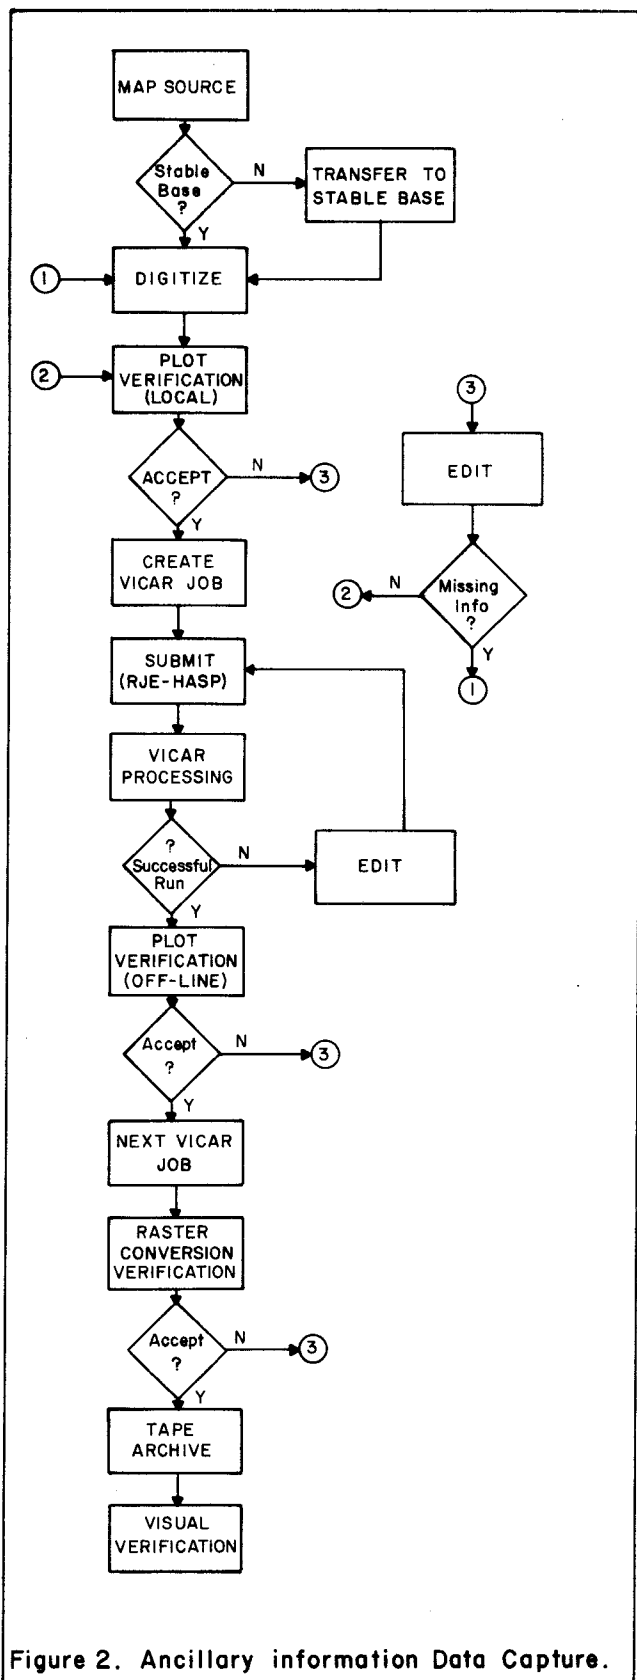 MAP SOURCE
Stable
Base
?
N
TRANSFER TO
STABLE BASE
Y
1
DIGITIZE
2
PLOT
VERIFICATION
(LOCAL)
ACCEPT
?
N
3
Y
3
EDIT
Missing
Info
?
N
2
Y
1
CREATE
VICAR JOB
SUBMIT
(RJE-HASP)
VICAR
PROCESSING
?
Successful
Run
N
EDIT
Y
PLOT
VERIFICATION
(OFF-LINE)
Accept
?
N
3
Y
NEXT VICAR
JOB
RASTER
CONVERSION
VERIFICATION
Accept
?
N
3
Y
TAPE
ARCHIVE
VISUAL
VERIFICATION
Figure 2. Ancillary information Data Capture.